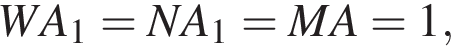 WA₁ = NA₁ = MA = 1,